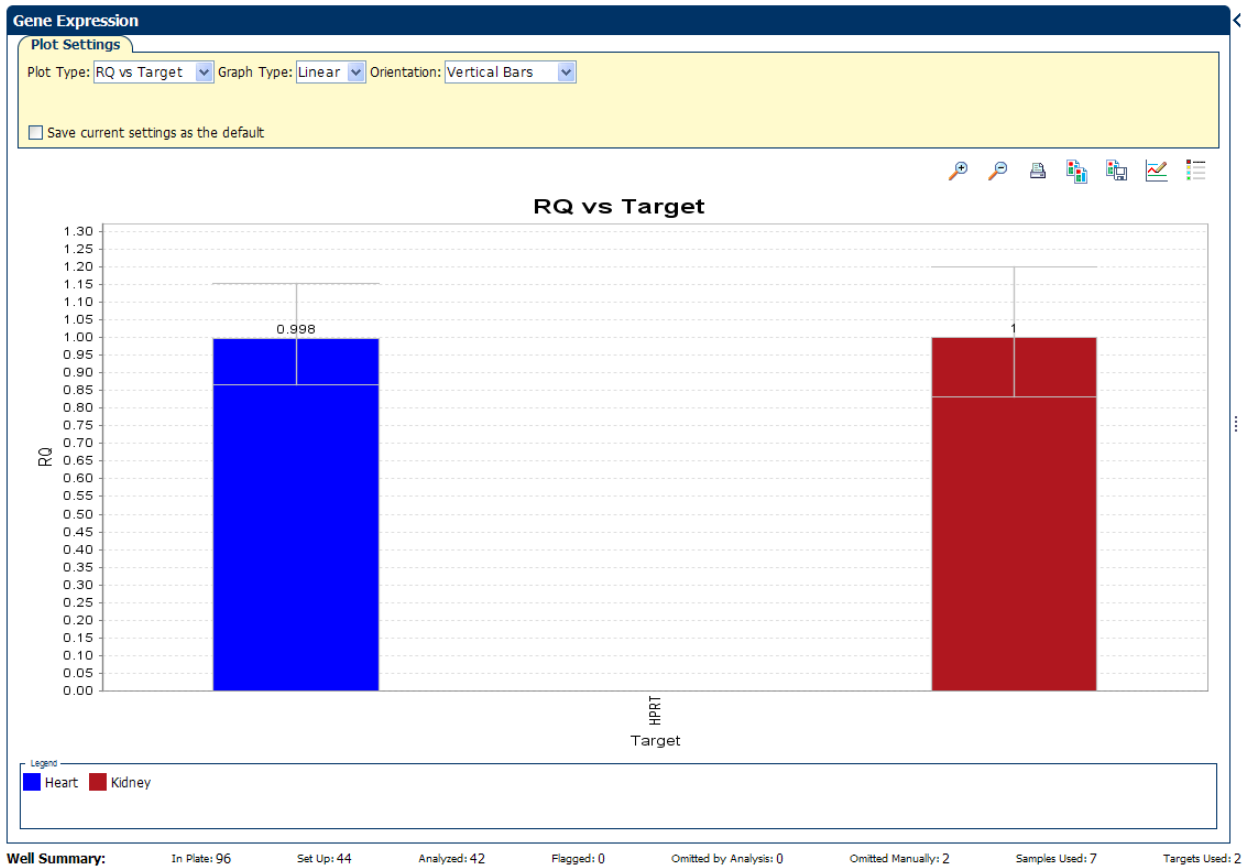 Gene Expression
Plot Settings
Plot Type: RQ vs Target Graph Type: Linear Orientation: Vertical Bars
Save current settings as the default
RQ vs Target
1.30
1.25
1.20
1.15
1.10
1.05
1.00
0.95
0.90
0.85
0.80
0.75
0.70
0.65
0.60
0.55
0.50
0.45
0.40
0.35
0.30
0.25
0.20
0.15
0.10
0.05
0.00
RQ
0.998
1
HPRT
Target
Legend
Heart Kidney
Well Summary: In Plate: 96 Set Up: 44 Analyzed: 42 Flagged: 0 Omitted by Analysis: 0 Omitted Manually: 2 Samples Used: 7 Targets Used: 2